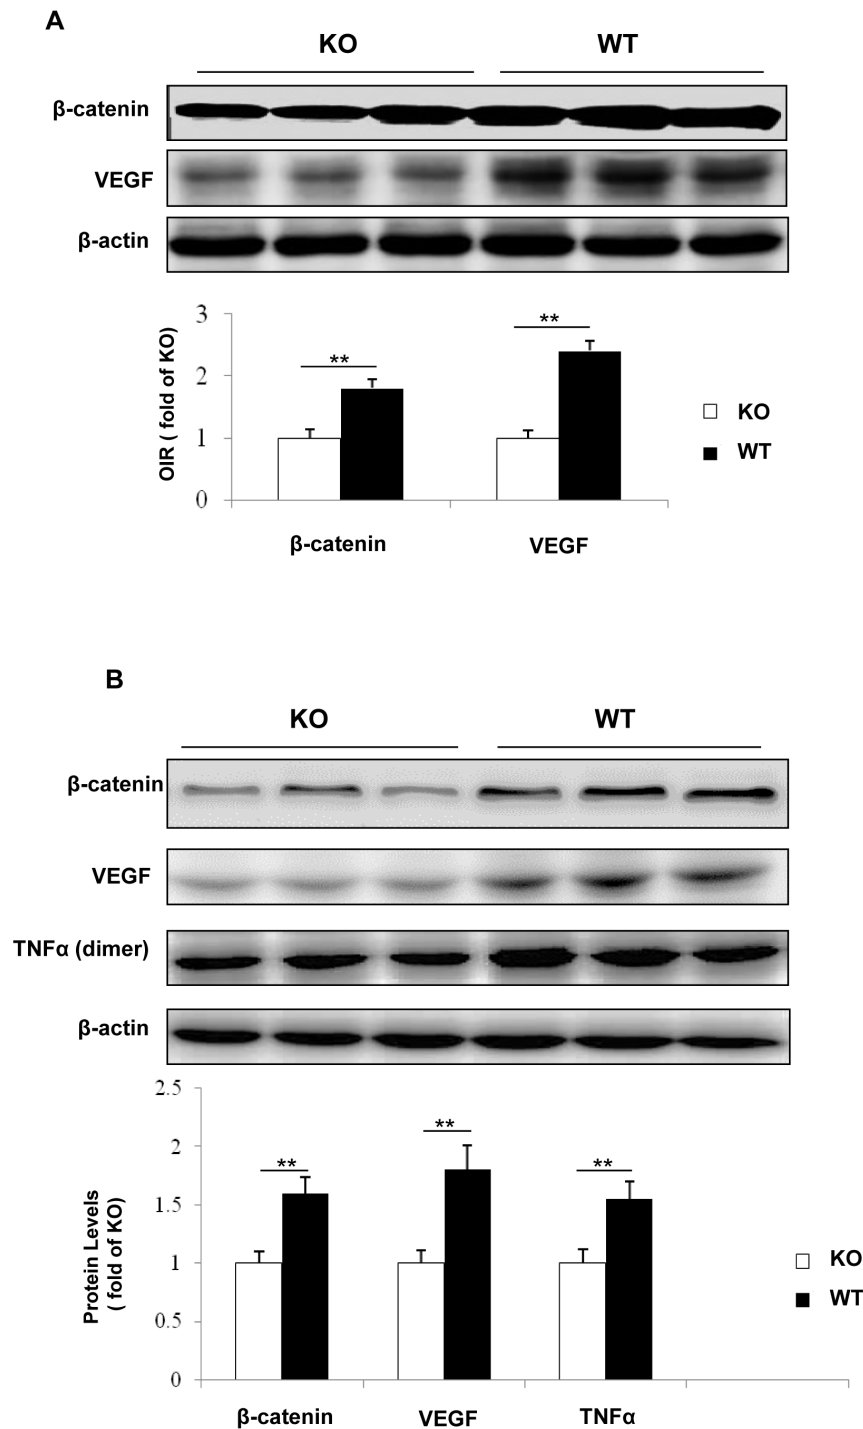 A
KO WT
β-catenin
VEGF
β-actin
3
2
1
0
OIR ( fold of KO)
**
**
KO
WT
β-catenin VEGF
B
KO WT
β-catenin
VEGF
TNFα (dimer)
β-actin
2.5
2
1.5
1
0.5
0
Protein Levels
( fold of KO)
**
**
**
KO
WT
β-catenin VEGF TNFα